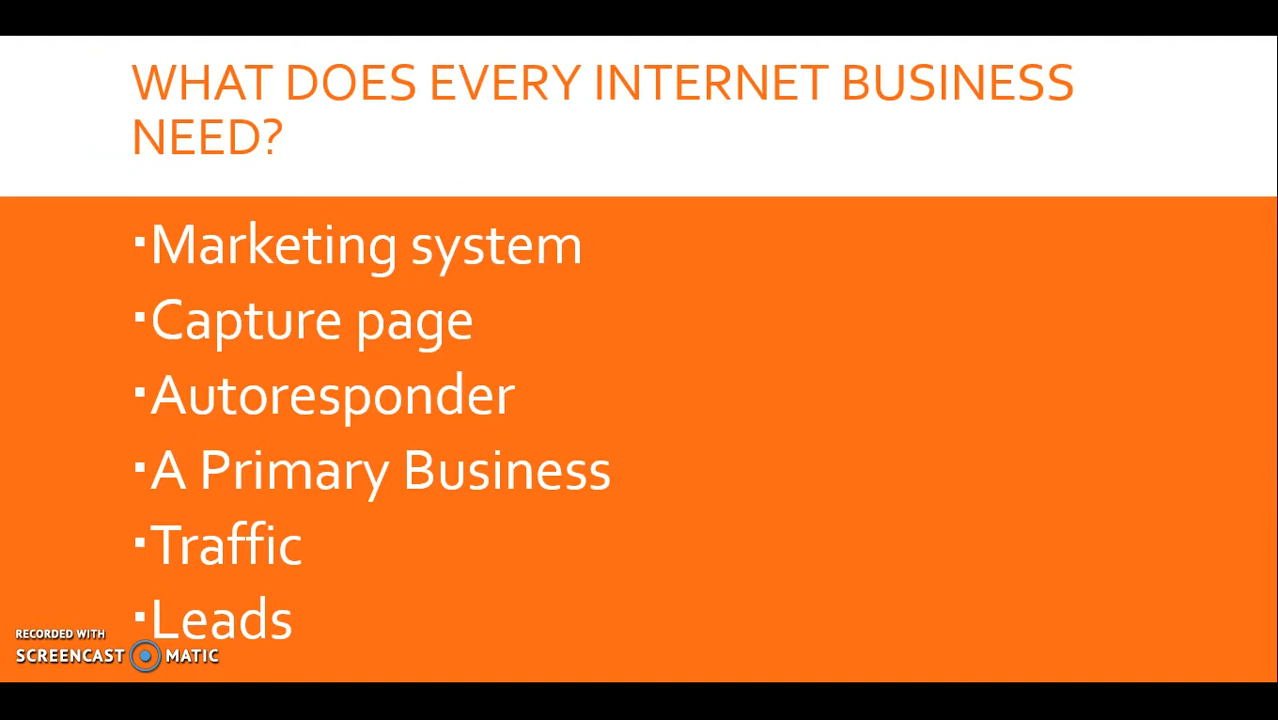 WHAT DOES EVERY INTERNET BUSINESS
NEED?
▪Marketing system
▪Capture page
▪Autoresponder
▪A Primary Business
▪Traffic
▪Leads
RECORDED WITH
SCREENCAST MATIC